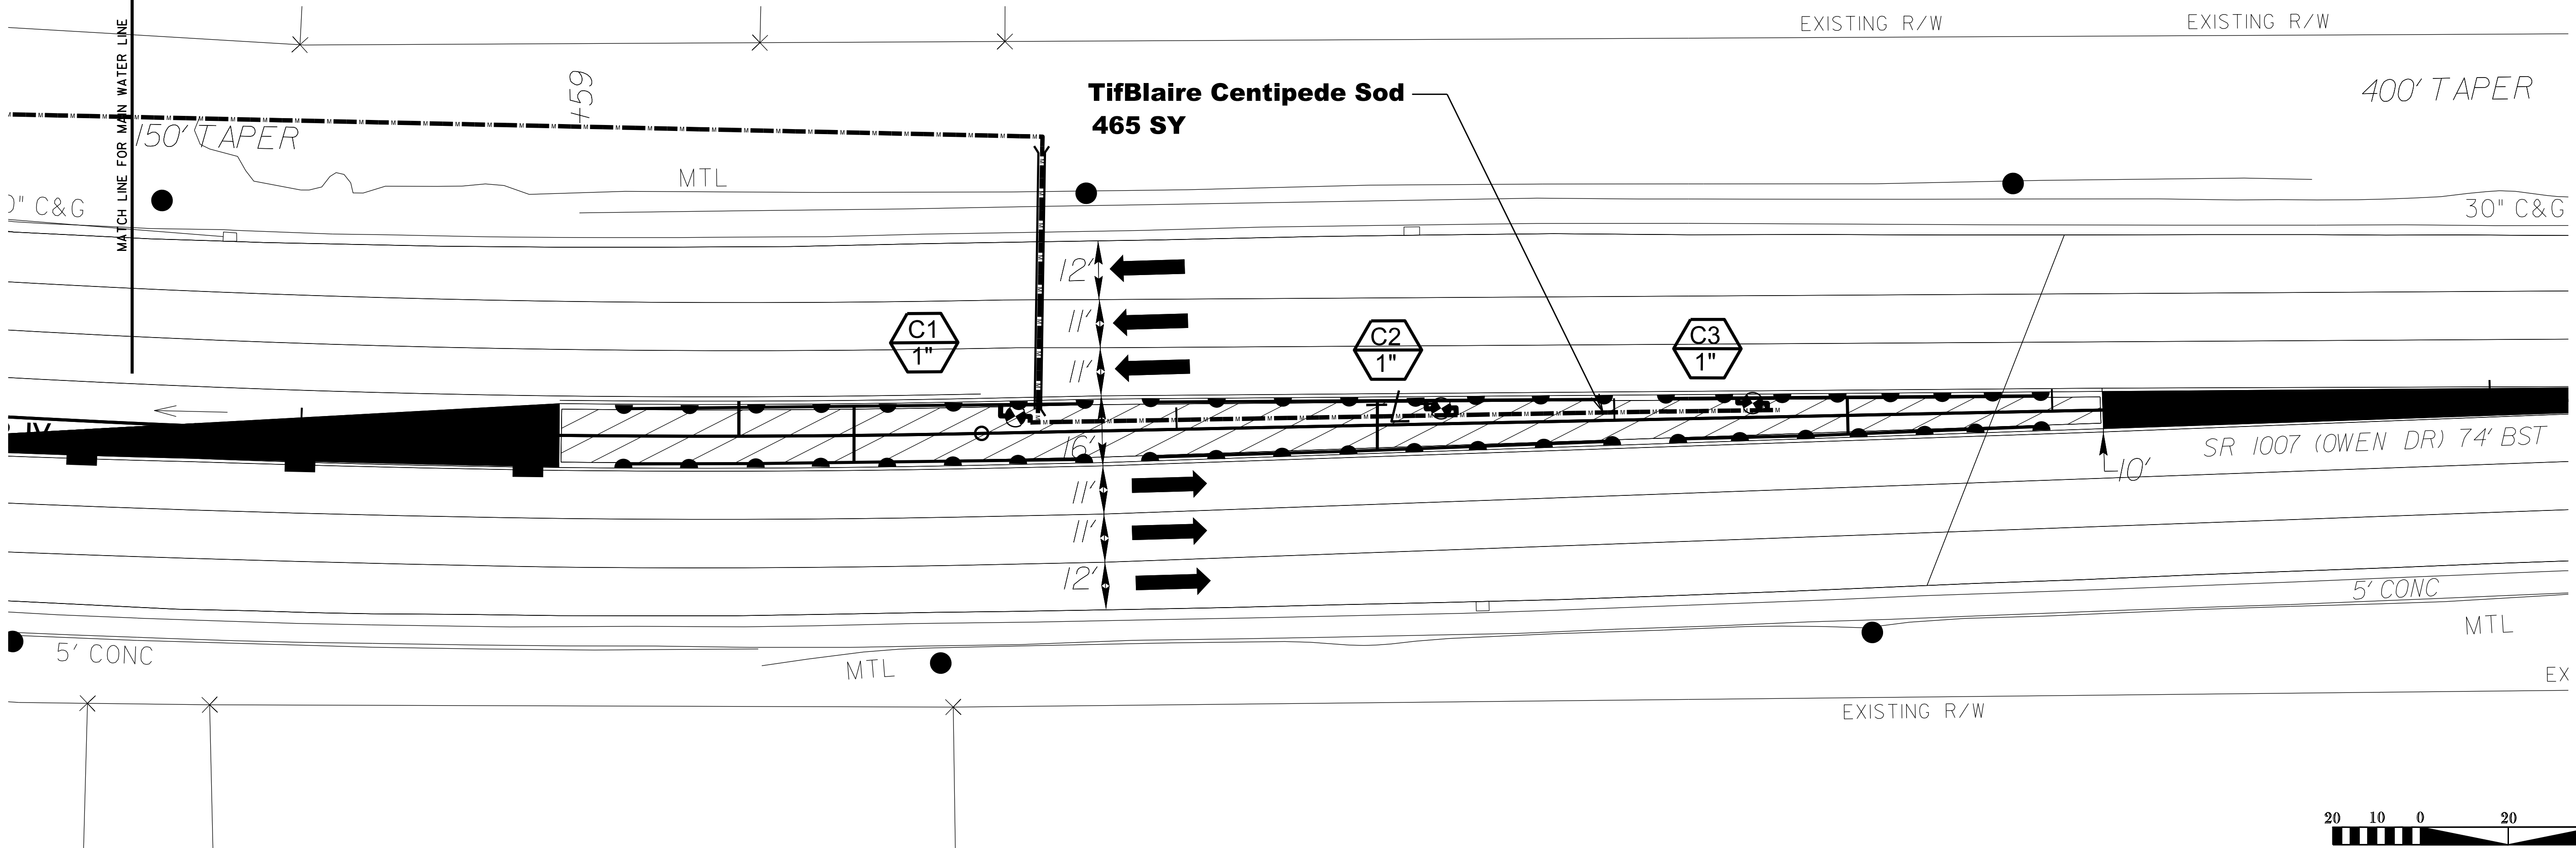 EXISTING R/W
EXISTING R/W
MATCH LINE FOR MAIN WATER LINE
+59
TifBlaire Centipede Sod
465 SY
400' TAPER
150' TAPER
MTL
0" C&G
30" C&G
12'
11'
11'
C1
1"
C2
1"
C3
1"
16'
SR 1007 (OWEN DR) 74' BST
10'
11'
11'
12'
5' CONC
5' CONC
MTL
MTL
EX
EXISTING R/W
20 10 0 20